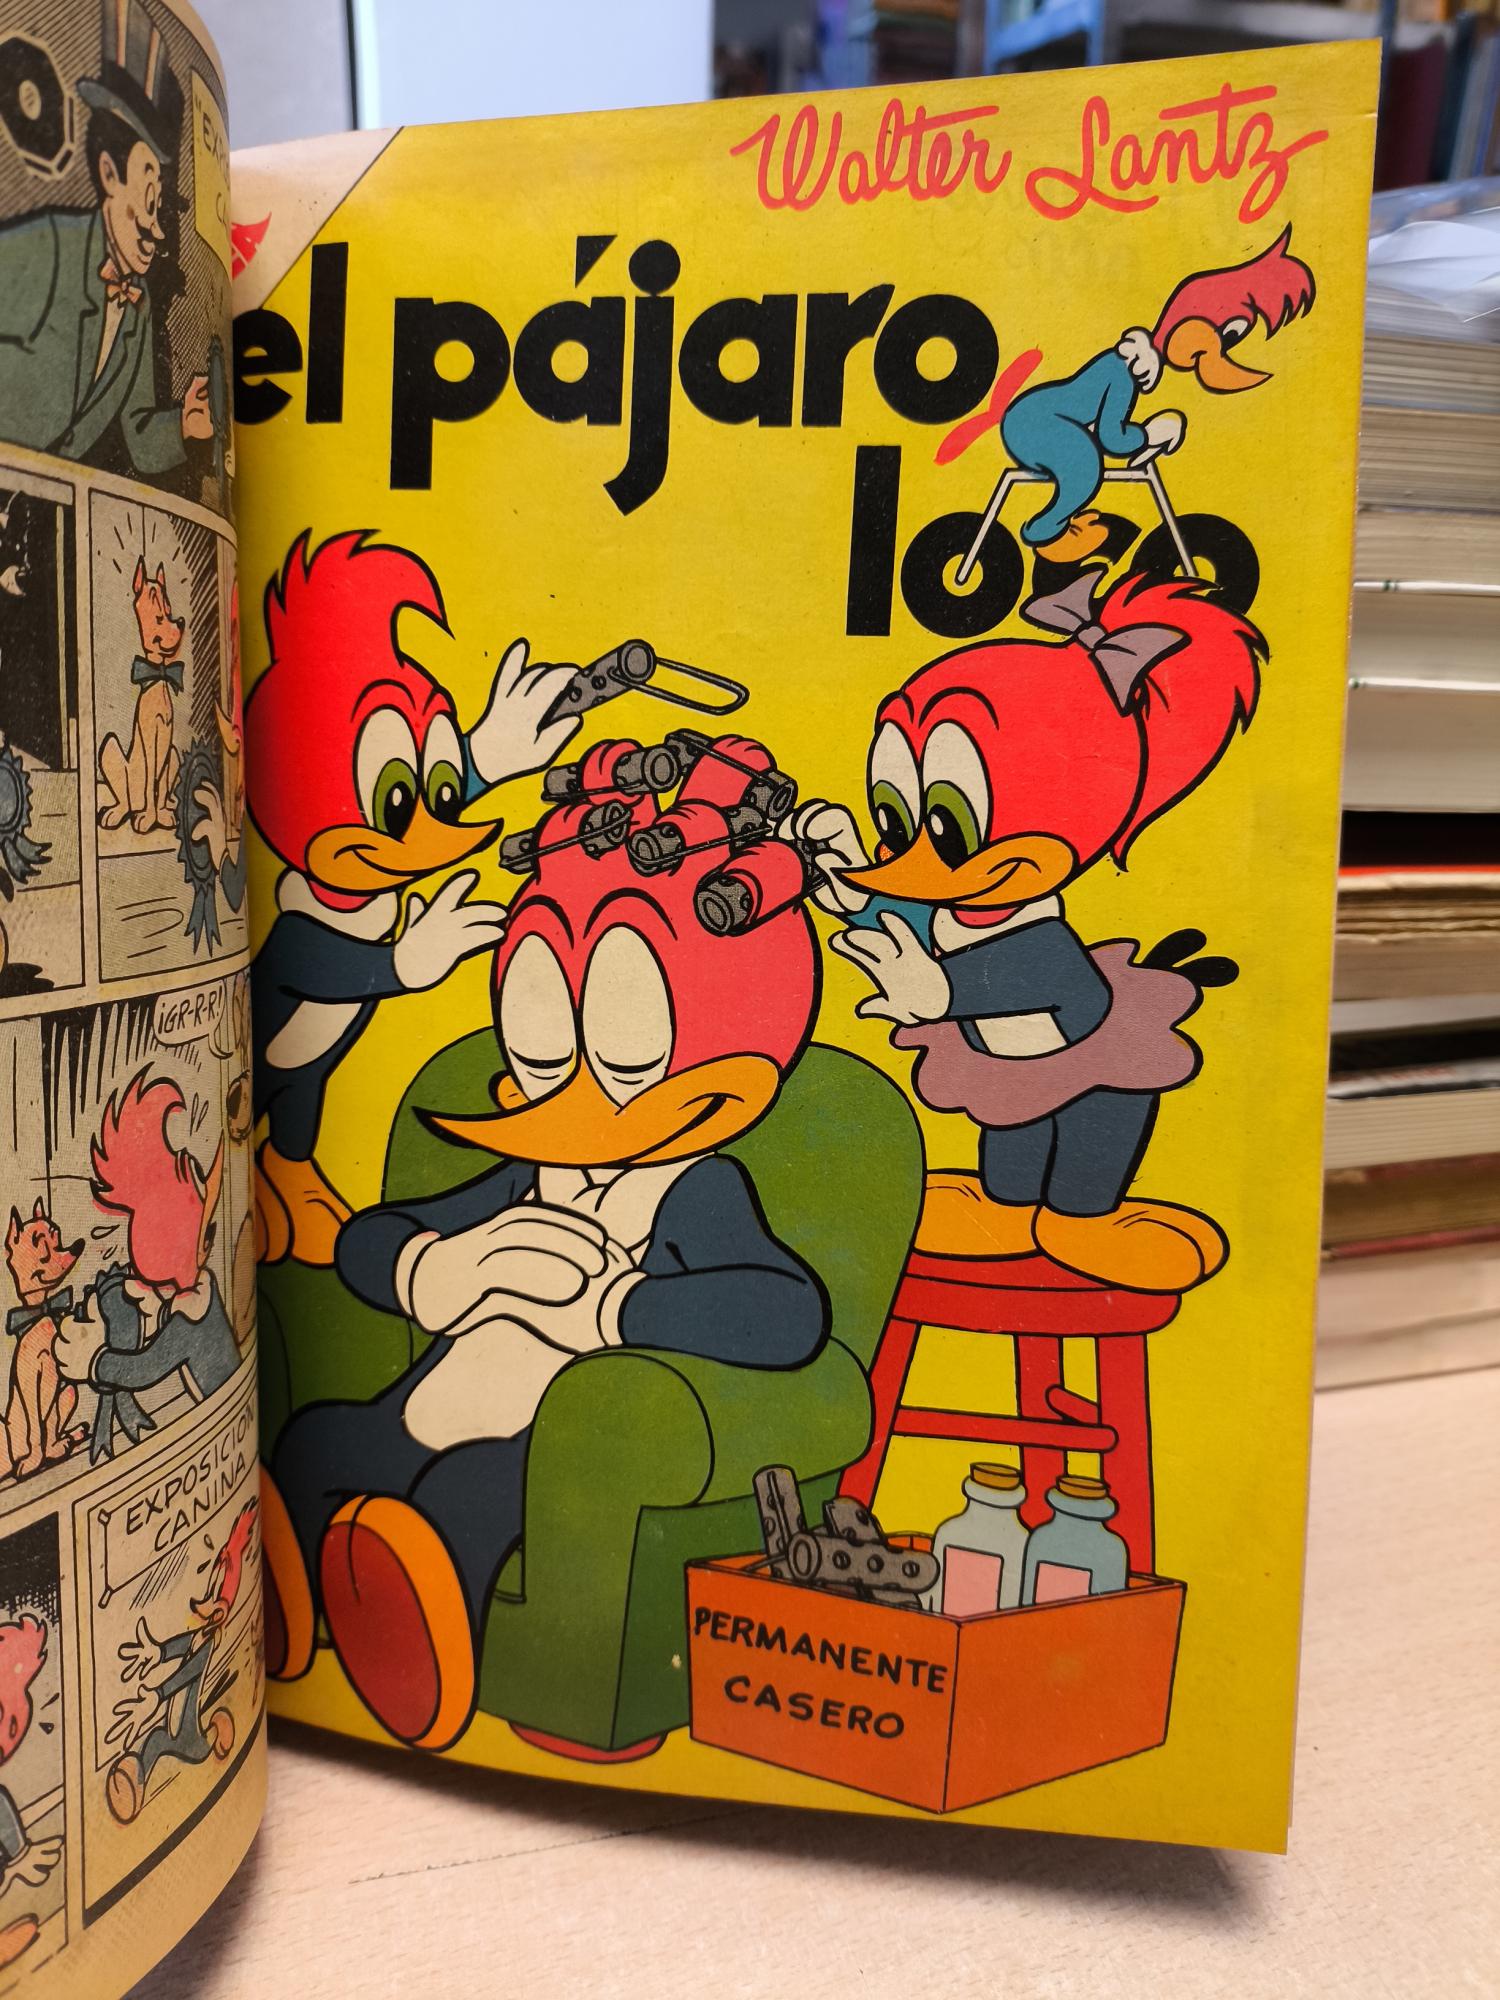 Walter Lantz
el pájaro
loco
PERMANENTE
CASERO
¡GR-R-R!
EXPOSICION
CANINA